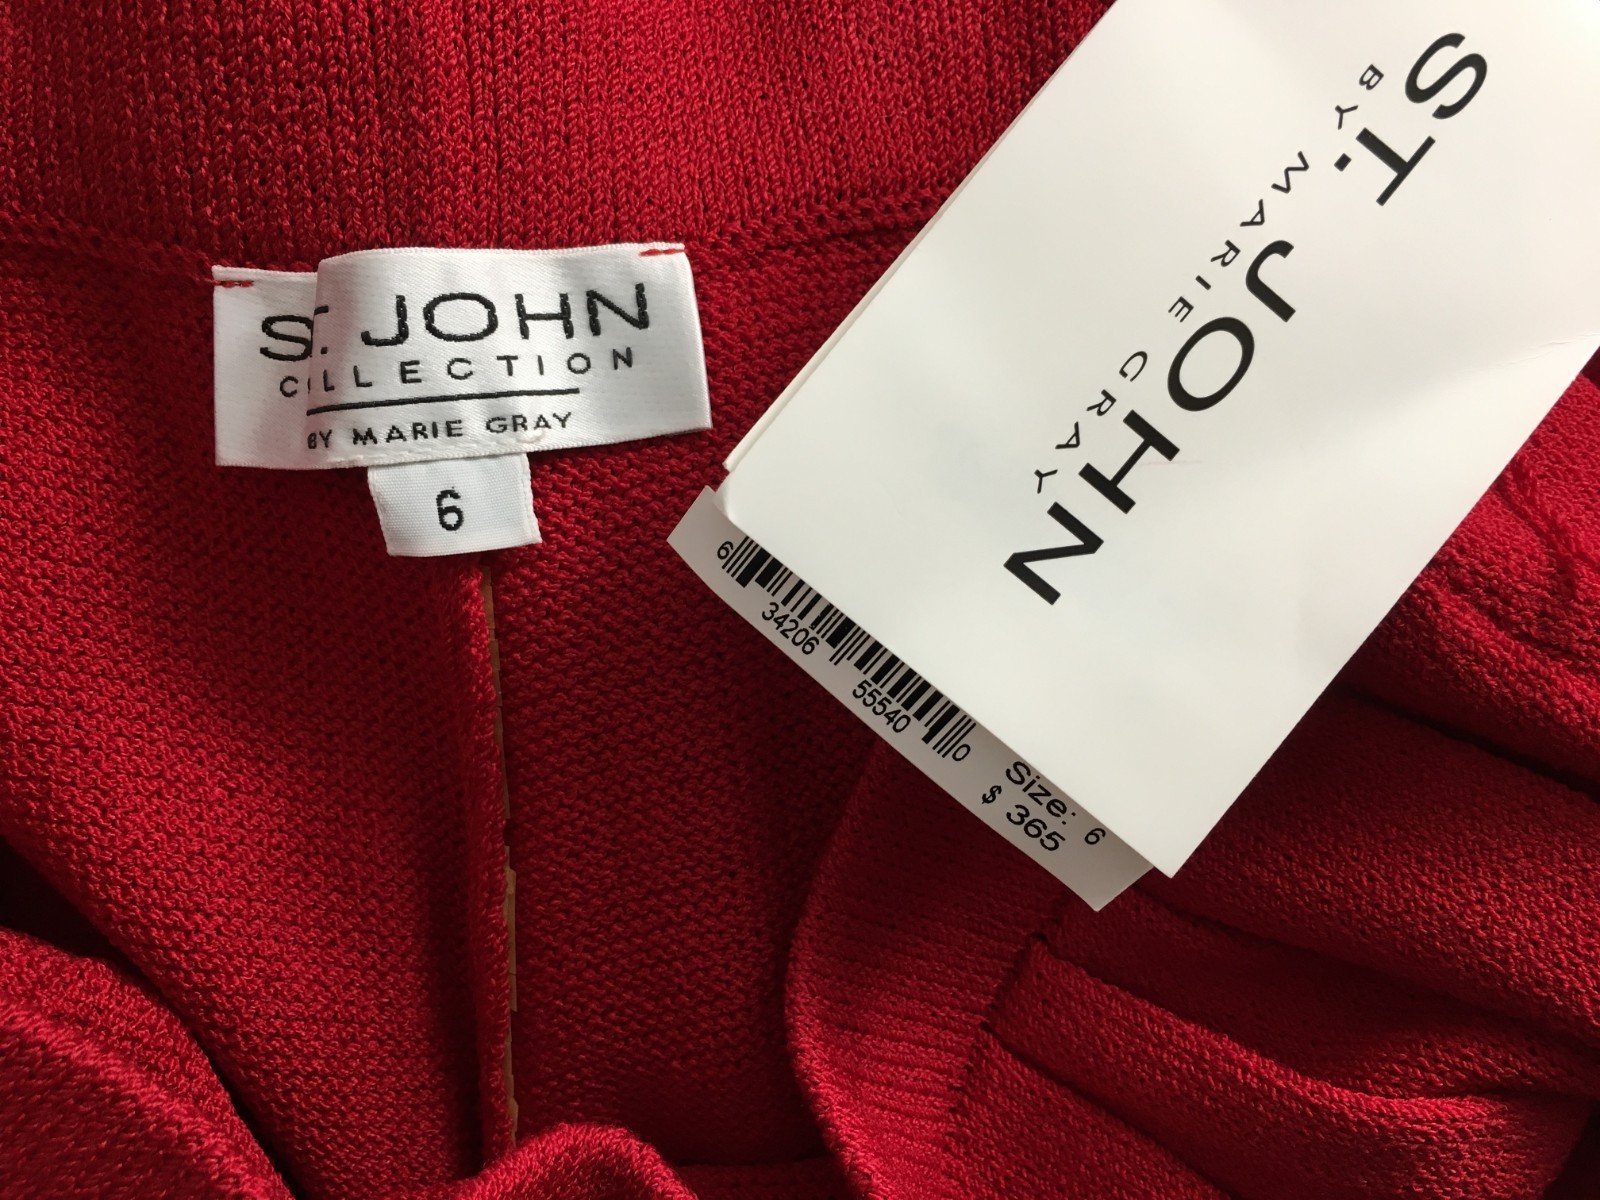 ST. JOHN
COLLECTION
BY MARIE GRAY
6
ST. JOHN
BY MARIE GRAY
6 34206 55540 0
Size: 6
$ 365